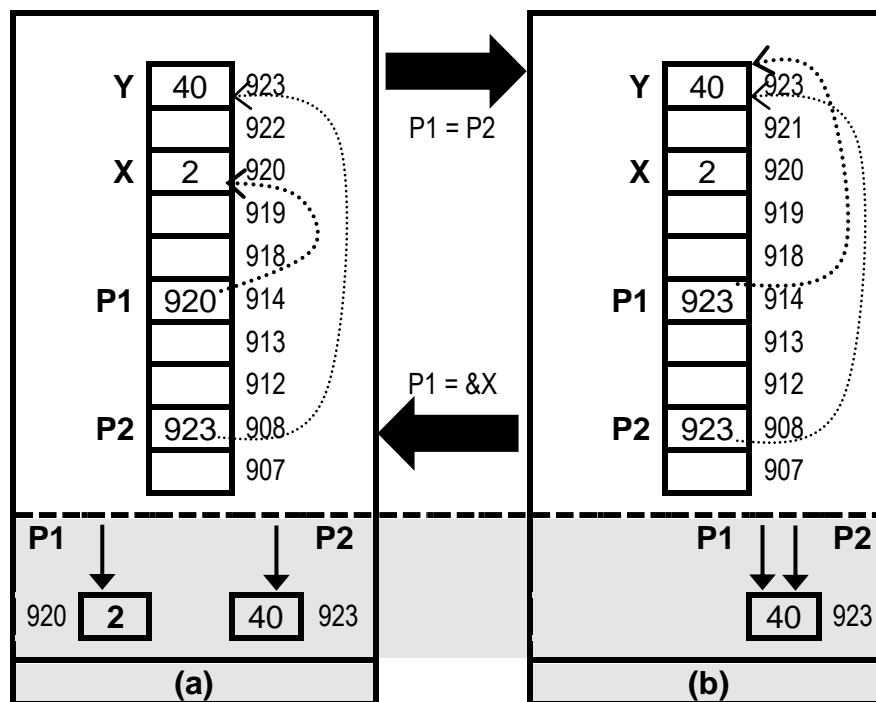 Y 40 923
922
X 2 920
919
918
P1 920 914
913
912
P2 923 908
907
P1 P2
920 2 40 923
(a)
P1 = P2
P1 = &X
Y 40 923
921
X 2 920
919
918
P1 923 914
913
912
P2 923 908
907
P1 P2
40 923
(b)